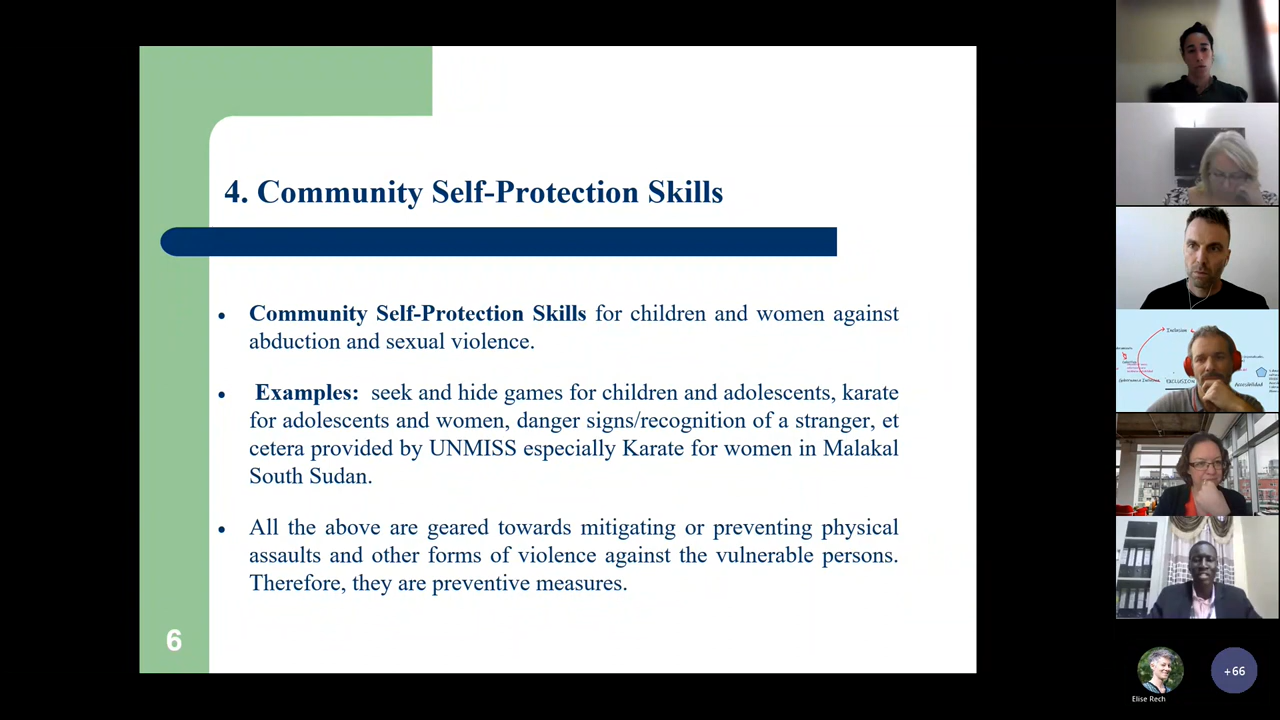 4. Community Self-Protection Skills
• Community Self-Protection Skills for children and women against
abduction and sexual violence.
• Examples: seek and hide games for children and adolescents, karate
for adolescents and women, danger signs/recognition of a stranger, et
cetera provided by UNMISS especially Karate for women in Malakal
South Sudan.
• All the above are geared towards mitigating or preventing physical
assaults and other forms of violence against the vulnerable persons.
Therefore, they are preventive measures.
6
Inclusion
EXCLUSION
Accesibilidad
Elise Rech
+66